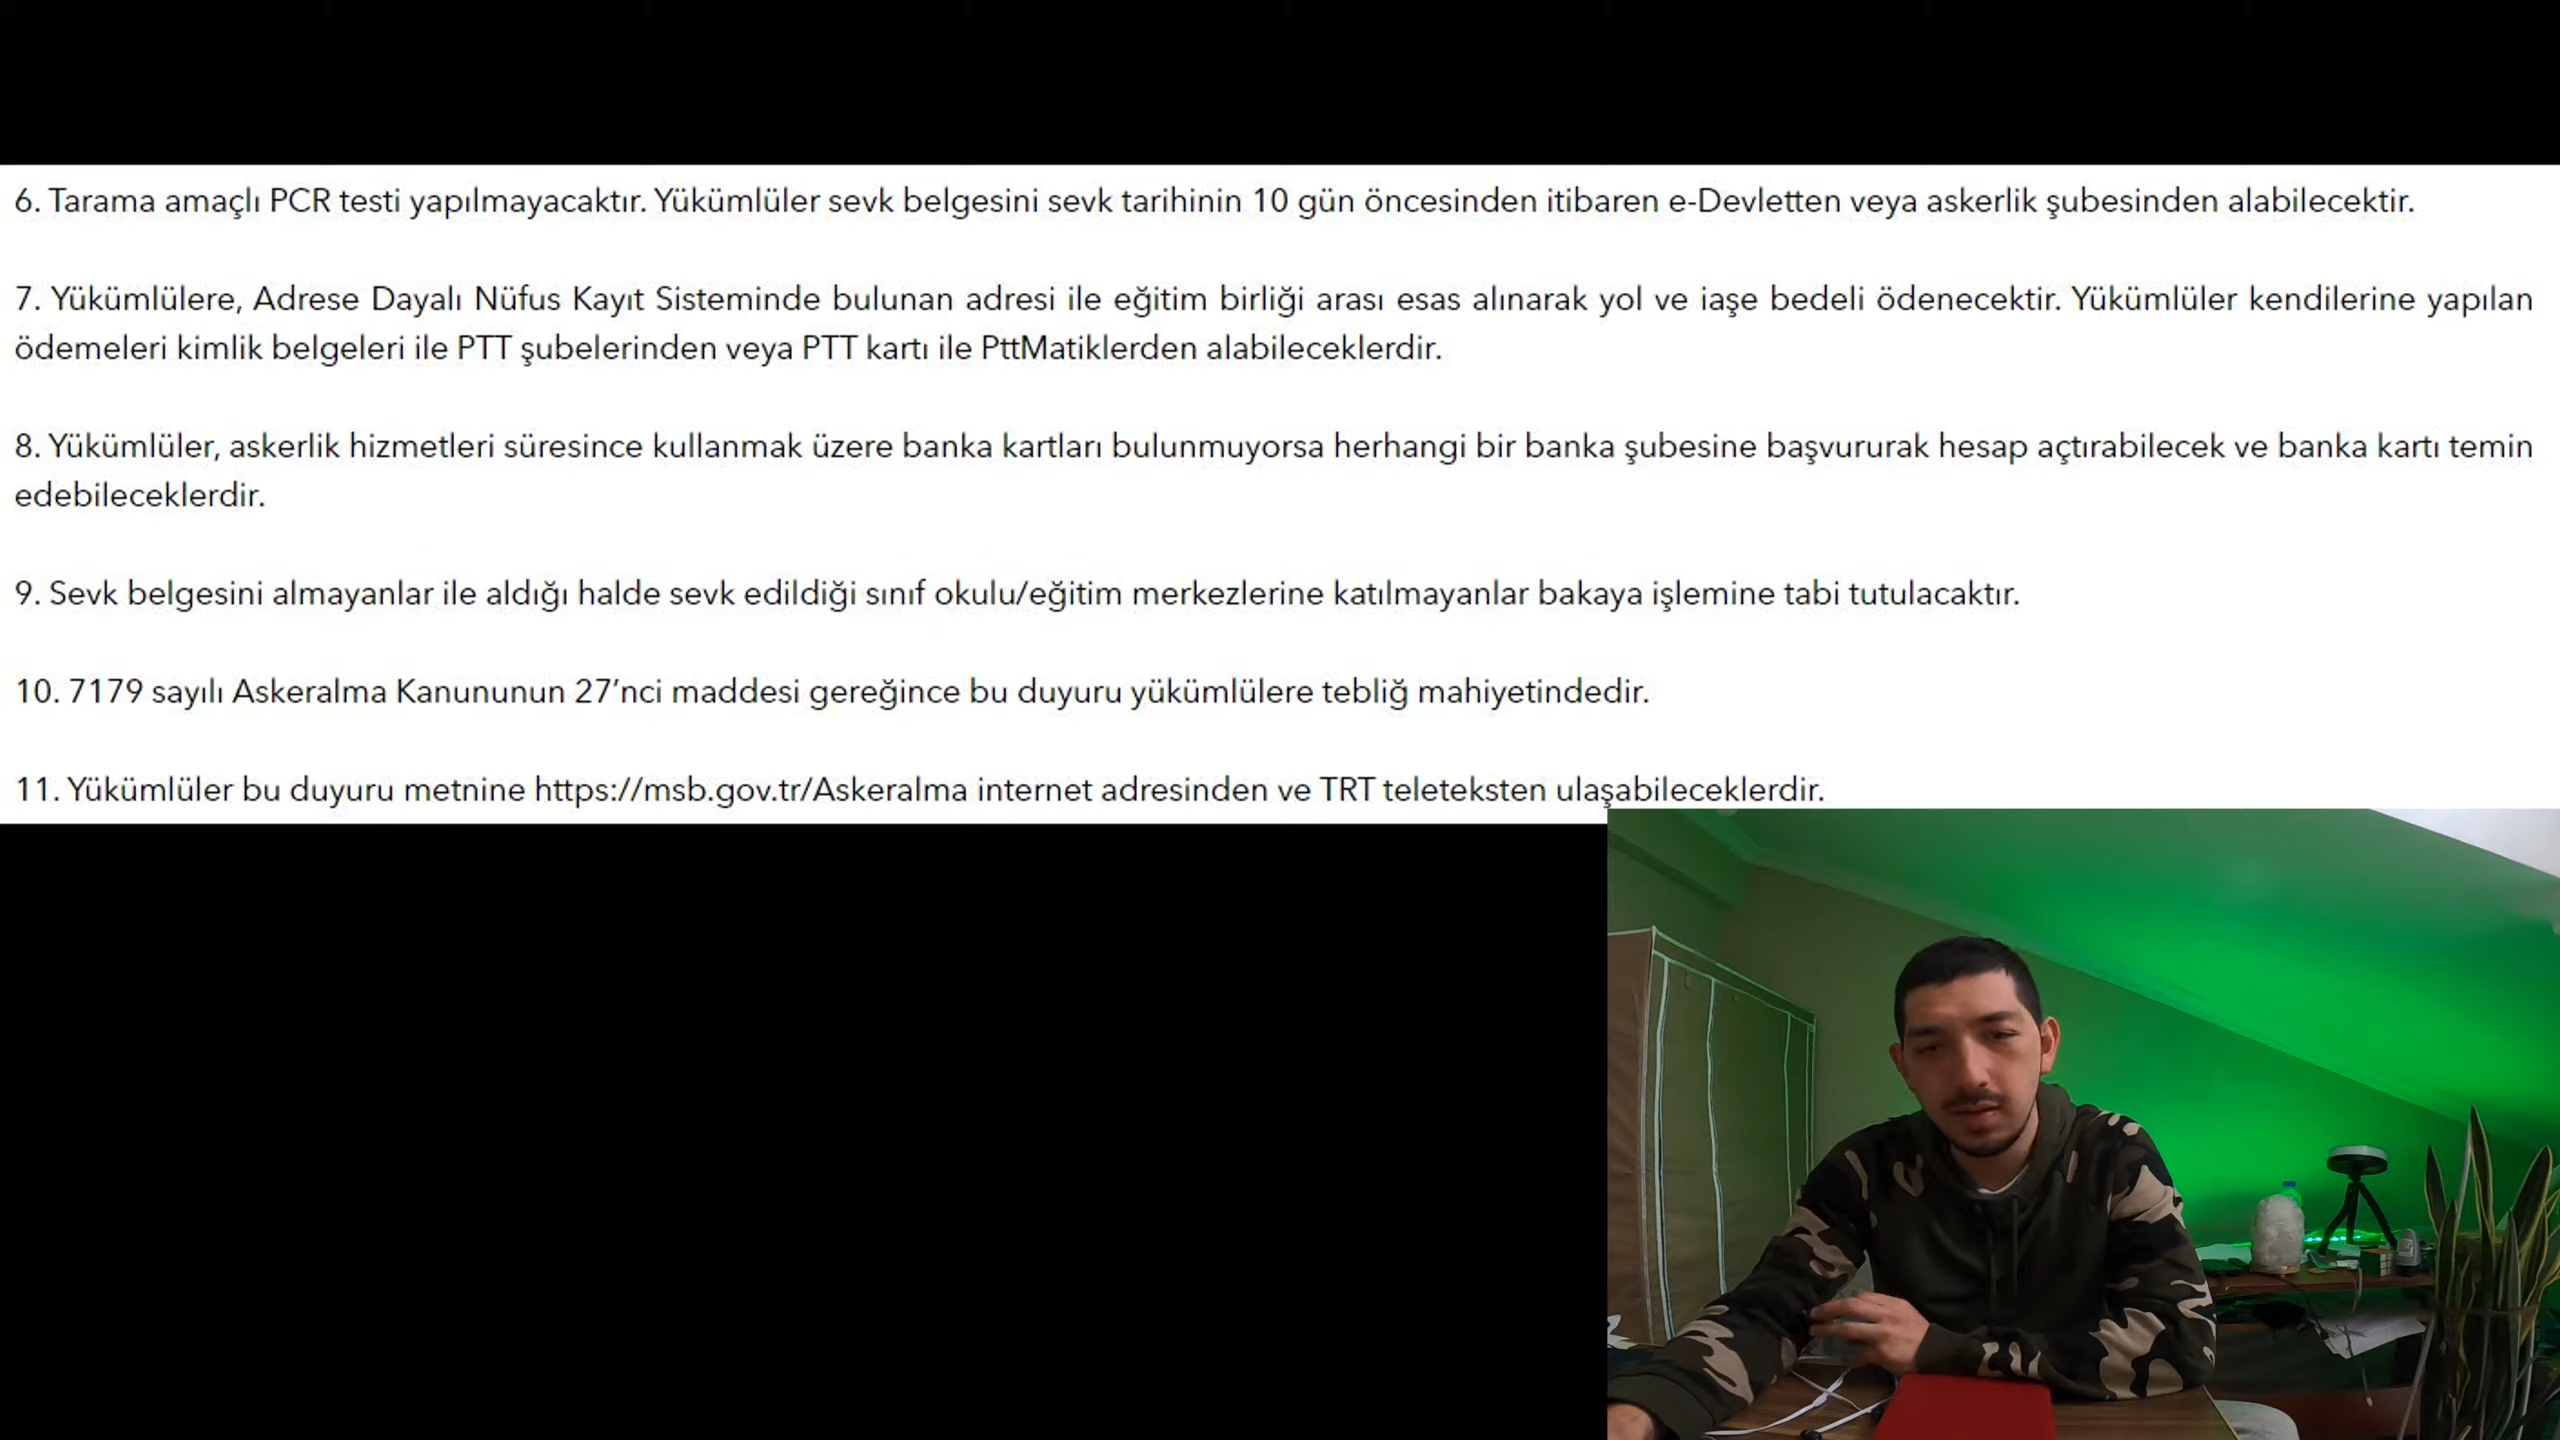 6. Tarama amaçlı PCR testi yapılmayacaktır. Yükümlüler sevk belgesini sevk tarihinin 10 gün öncesinden itibaren e-Devletten veya askerlik şubesinden alabilecektir.
7. Yükümlülere, Adrese Dayalı Nüfus Kayıt Sisteminde bulunan adresi ile eğitim birliği arası esas alınarak yol ve iaşe bedeli ödenecektir. Yükümlüler kendilerine yapılan
ödemeleri kimlik belgeleri ile PTT şubelerinden veya PTT kartı ile PttMatiklerden alabileceklerdir.
8. Yükümlüler, askerlik hizmetleri süresince kullanmak üzere banka kartları bulunmuyorsa herhangi bir banka şubesine başvururak hesap açtırabilecek ve banka kartı temin
edebileceklerdir.
9. Sevk belgesini almayanlar ile aldığı halde sevk edildiği sınıf okulu/eğitim merkezlerine katılmayanlar bakaya işlemine tabi tutulacaktır.
10. 7179 sayılı Askeralma Kanununun 27’nci maddesi gereğince bu duyuru yükümlülere tebliğ mahiyetindedir.
11. Yükümlüler bu duyuru metnine https://msb.gov.tr/Askeralma internet adresinden ve TRT teleteksten ulaşabileceklerdir.